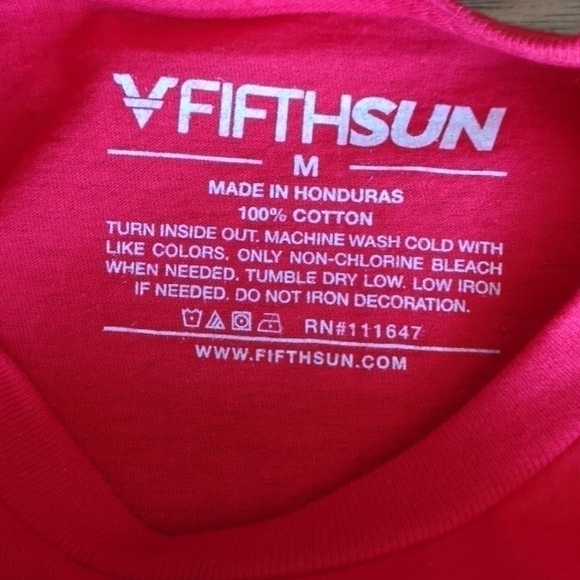 FIFTHSUN
M
MADE IN HONDURAS
100% COTTON
TURN INSIDE OUT. MACHINE WASH COLD WITH
LIKE COLORS. ONLY NON-CHLORINE BLEACH
WHEN NEEDED. TUMBLE DRY LOW. LOW IRON
IF NEEDED. DO NOT IRON DECORATION.
RN#111647
WWW.FIFTHSUN.COM